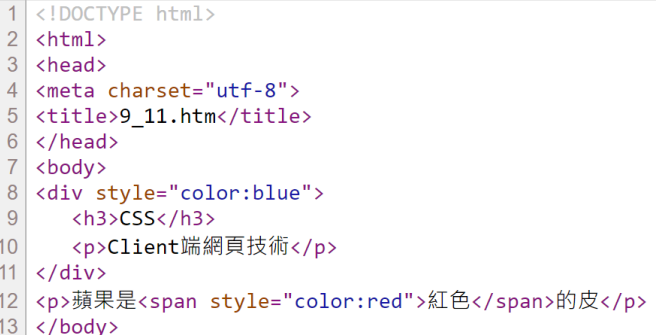 1 <!DOCTYPE html>
2 <html>
3 <head>
4 <meta charset="utf-8">
5 <title>9_11.htm</title>
6 </head>
7 <body>
8 <div style="color:blue">
9    <h3>CSS</h3>
10    <p>Client端網頁技術</p>
11 </div>
12 <p>蘋果是<span style="color:red">紅色</span>的皮</p>
13 </body>